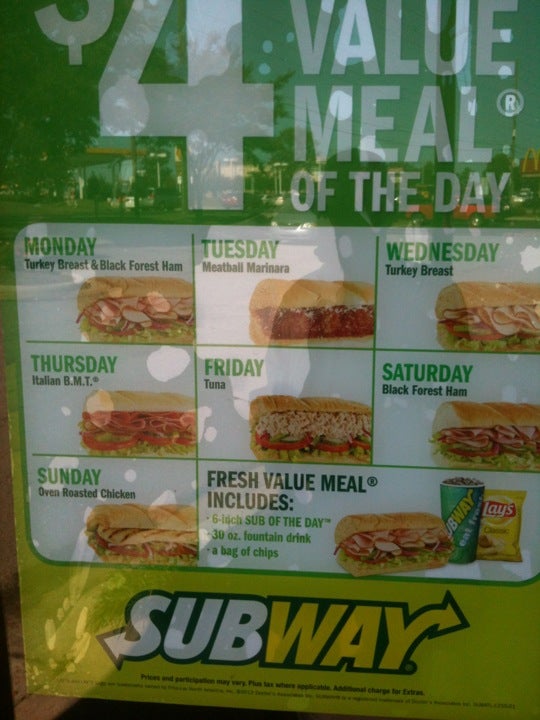 $4 VALUE
MEAL®
OF THE DAY
MONDAY
Turkey Breast & Black Forest Ham
TUESDAY
Meatball Marinara
WEDNESDAY
Turkey Breast
THURSDAY
Italian B.M.T.®
FRIDAY
Tuna
SATURDAY
Black Forest Ham
SUNDAY
Oven Roasted Chicken
FRESH VALUE MEAL®
INCLUDES:
· 6-inch SUB OF THE DAY™
· 30 oz. fountain drink
· a bag of chips
SUBWAY
eat
Lay's
Classic
SUBWAY®
Prices and participation may vary. Plus tax where applicable. Additional charge for Extras.